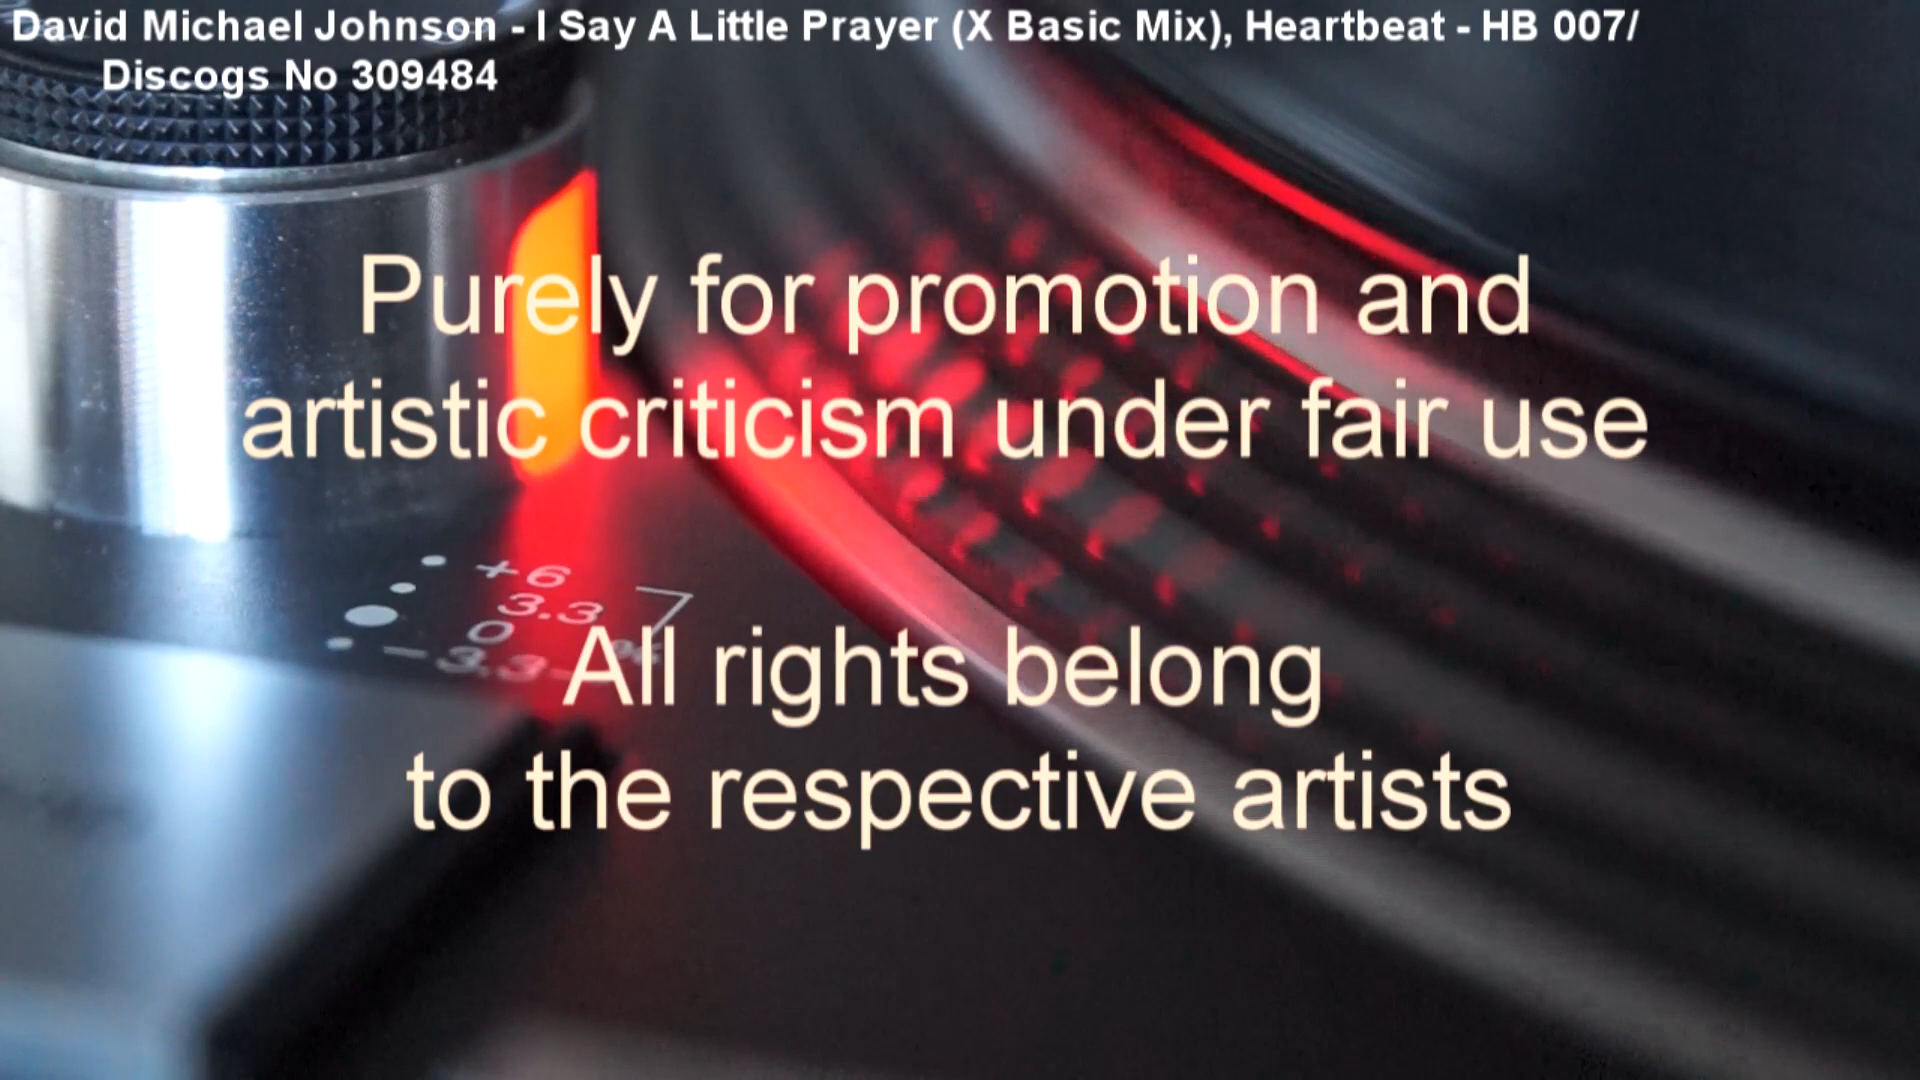 David Michael Johnson - I Say A Little Prayer (X Basic Mix), Heartbeat - HB 007/
Discogs No 309484
Purely for promotion and
artistic criticism under fair use
+6
3.3
0
-3.3
All rights belong
to the respective artists